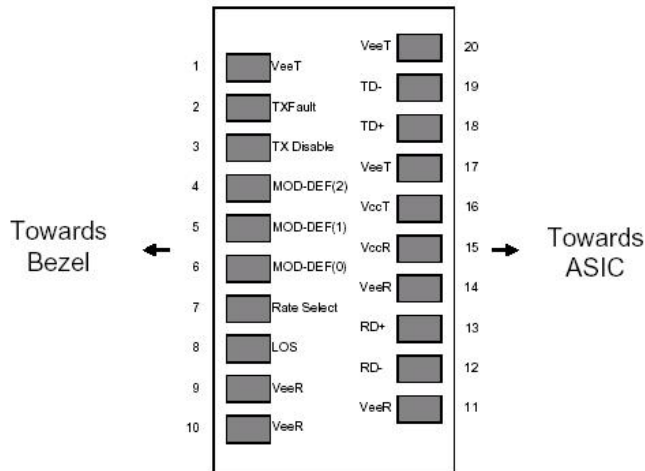 VeeT 20
1 VeeT
TD- 19
2 TXFault
TD+ 18
3 TX Disable
VeeT 17
4 MOD-DEF(2)
VccT 16
5 MOD-DEF(1)
Towards
Bezel
VccR 15
Towards
ASIC
6 MOD-DEF(0)
VeeR 14
7 Rate Select
RD+ 13
8 LOS
RD- 12
9 VeeR
VeeR 11
10 VeeR